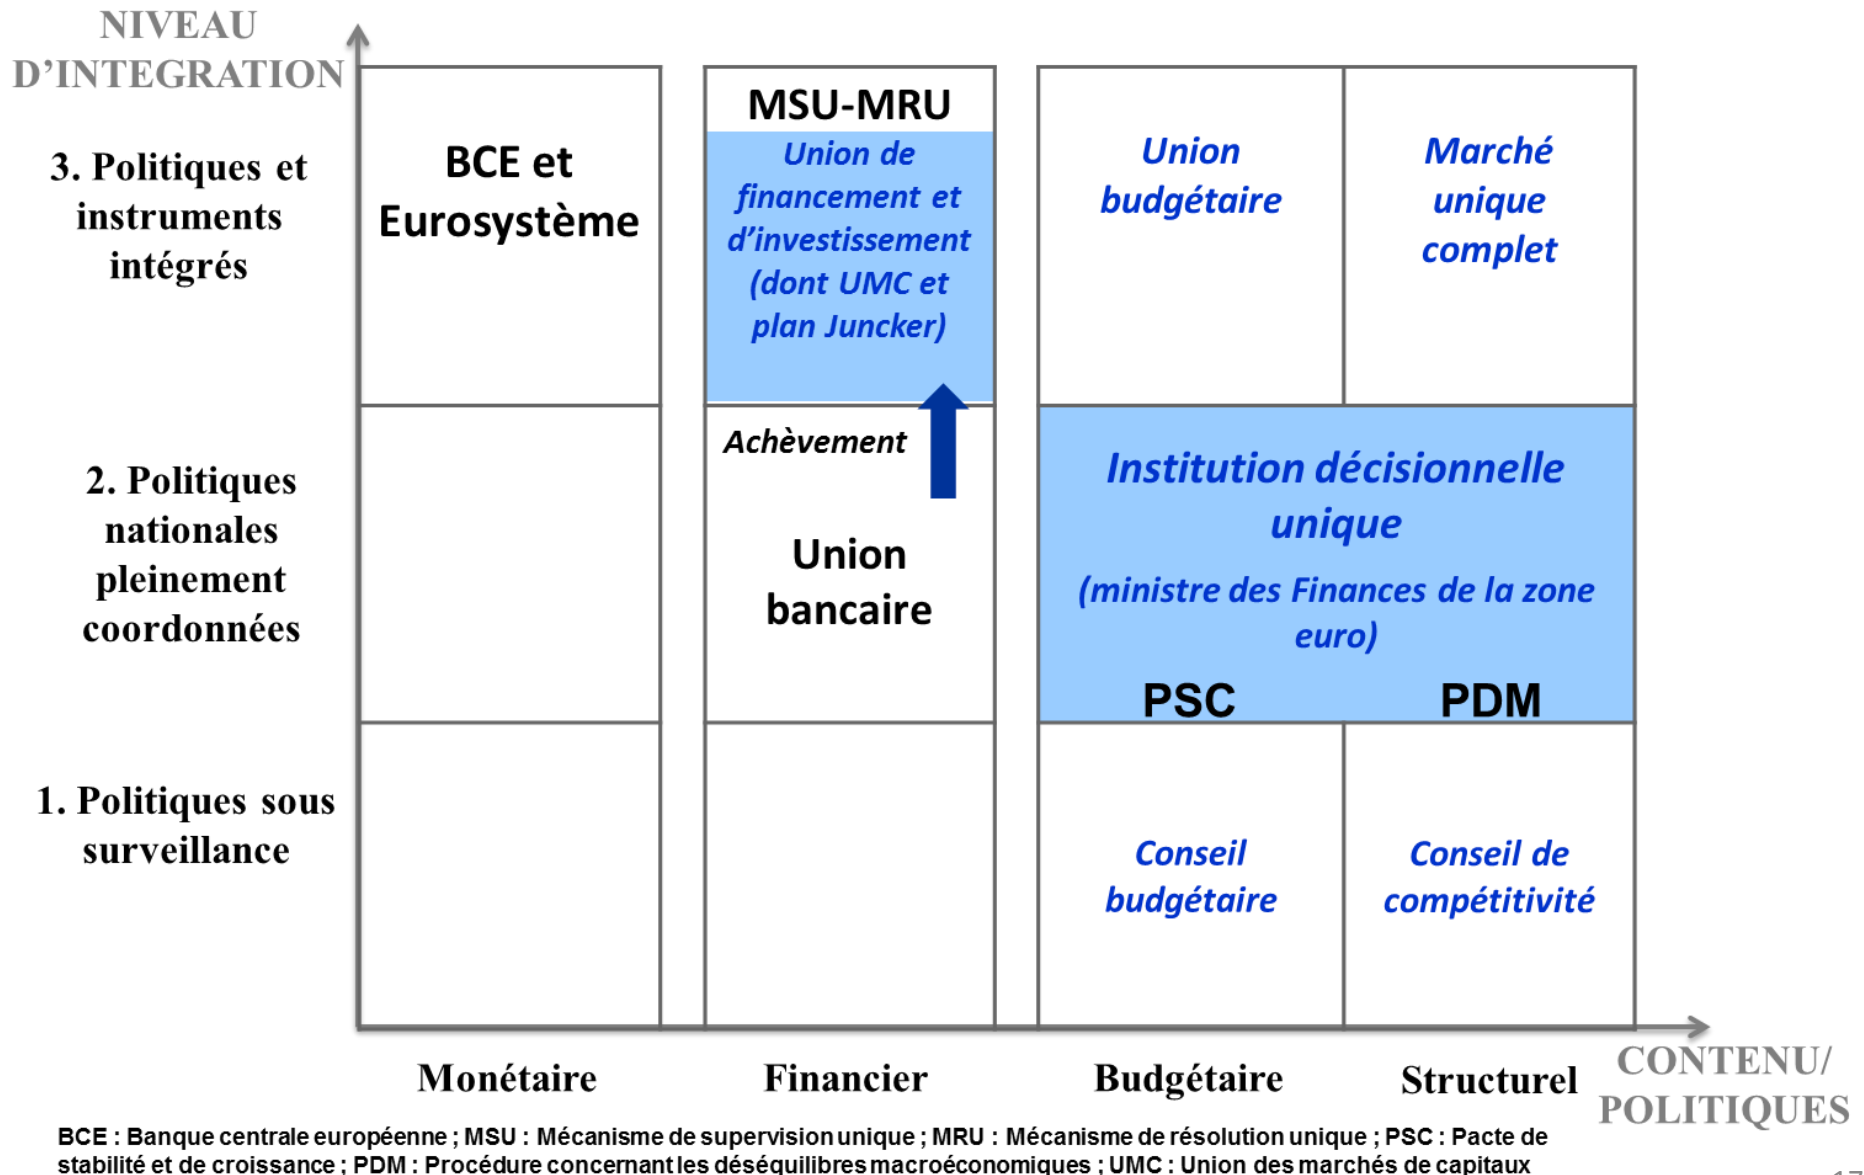 NIVEAU
D'INTEGRATION
3. Politiques et
instruments
intégrés
2. Politiques
nationales
pleinement
coordonnées
1. Politiques sous
surveillance
BCE et
Eurosystème
MSU-MRU
Union de
financement et
d'investissement
(dont UMC et
plan Juncker)
Achèvement
Union
bancaire
Union
budgétaire
Marché
unique
complet
Institution décisionnelle
unique
(ministre des Finances de la zone
euro)
PSC
PDM
Conseil
budgétaire
Conseil de
compétitivité
Monétaire
Financier
Budgétaire
Structurel
CONTENU/
POLITIQUES
BCE : Banque centrale européenne ; MSU : Mécanisme de supervision unique ; MRU : Mécanisme de résolution unique ; PSC : Pacte de
stabilité et de croissance ; PDM : Procédure concernant les déséquilibres macroéconomiques ; UMC : Union des marchés de capitaux